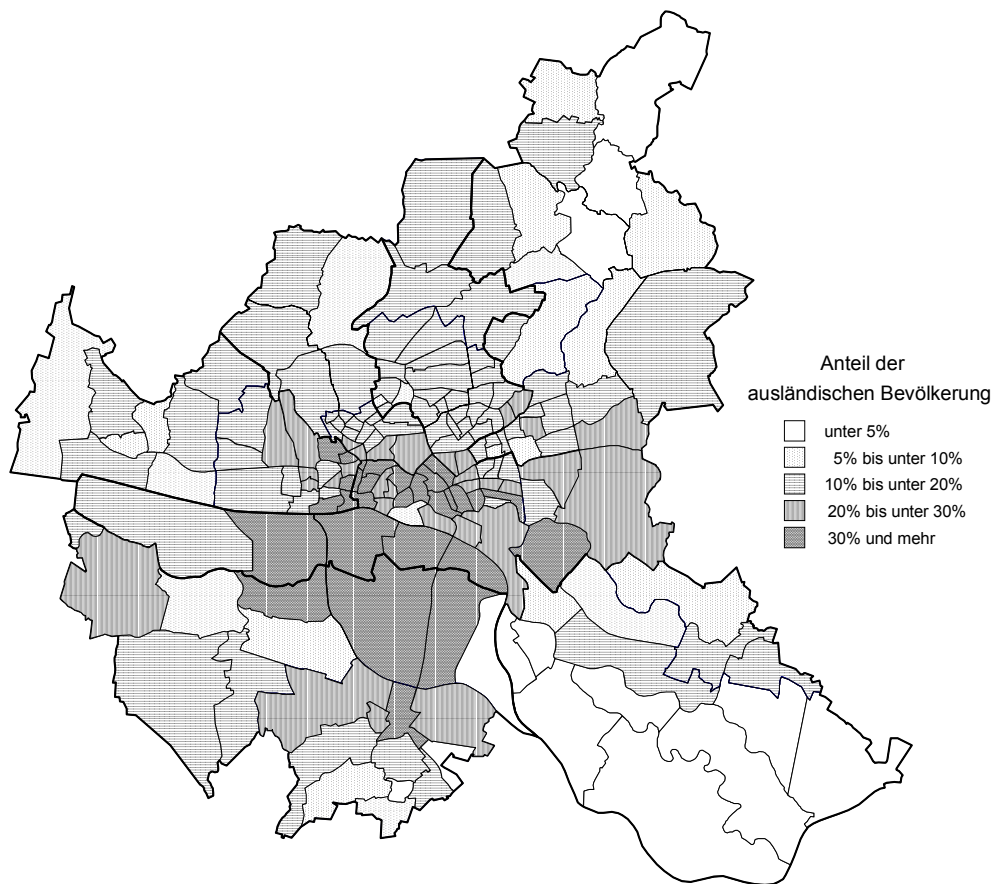 Anteil der
ausländischen Bevölkerung
unter 5%
5% bis unter 10%
10% bis unter 20%
20% bis unter 30%
30% und mehr